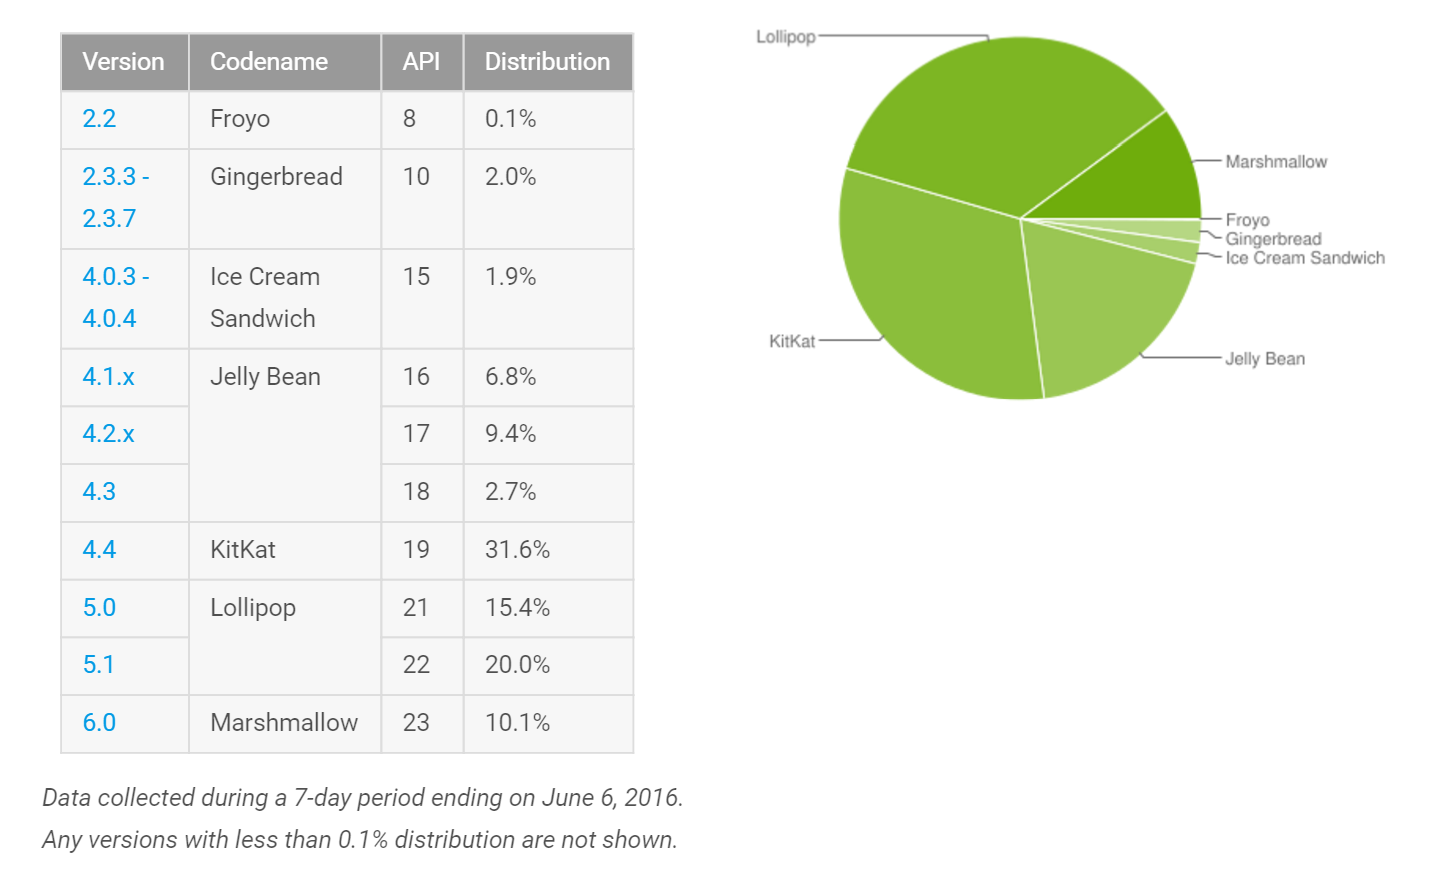 Version Codename API Distribution
2.2 Froyo 8 0.1%
2.3.3 - Gingerbread 10 2.0%
2.3.7
4.0.3 - Ice Cream 15 1.9%
4.0.4 Sandwich
4.1.x Jelly Bean 16 6.8%
4.2.x 17 9.4%
4.3 18 2.7%
4.4 KitKat 19 31.6%
5.0 Lollipop 21 15.4%
5.1 22 20.0%
6.0 Marshmallow 23 10.1%
Data collected during a 7-day period ending on June 6, 2016.
Any versions with less than 0.1% distribution are not shown.
Lollipop
Marshmallow
Froyo
Gingerbread
Ice Cream Sandwich
KitKat
Jelly Bean